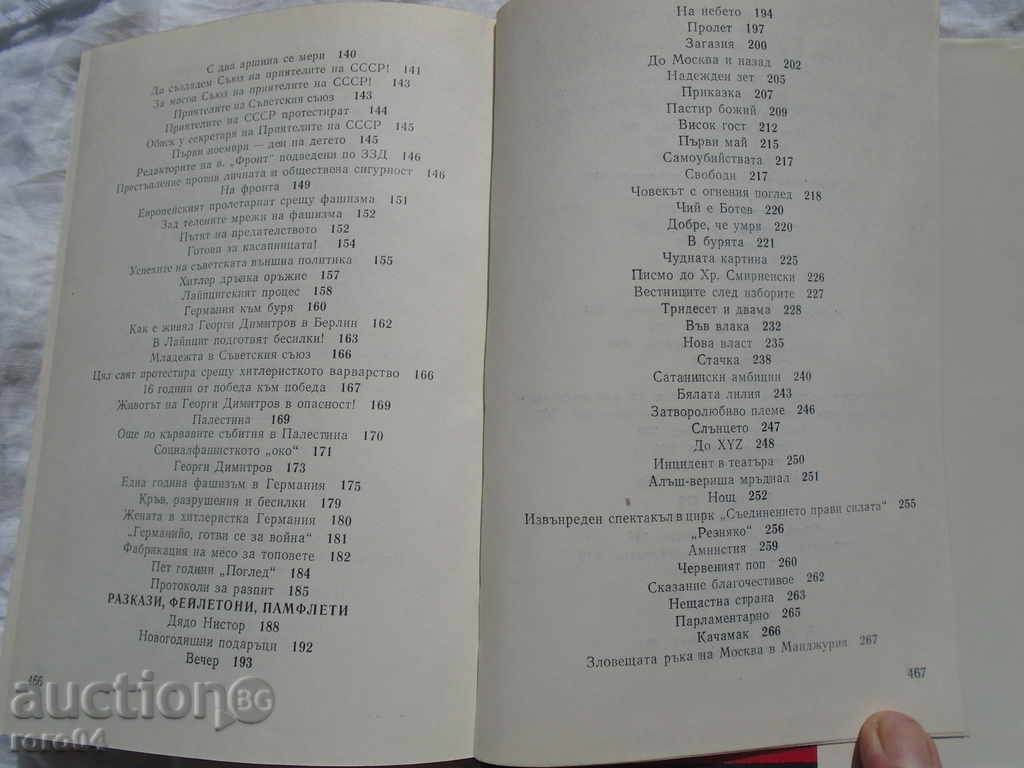 С два аршина се мери 140
Да създадем Съюз на приятелите на СССР! 141
За масов Съюз на приятелите на СССР! 143
Приятелите на Съветския съюз 143
Приятелите на СССР протестират 144
Обиск у секретаря на Приятелите на СССР 145
Първи ноември — ден на детето 145
Редакторите на в. „Фронт“ подведени по ЗЗД 146
Престъпление против личната и обществена сигурност 146
На фронта 149
Европейският пролетариат срещу фашизма 151
Зад телените мрежи на фашизма 152
Пътят на предателството 152
Готова за касапницата! 154
Успехите на съветската външна политика 155
Хитлер дрънка оръжие 157
Лайпцигският процес 158
Германия към буря 160
Как е живял Георги Димитров в Берлин 162
В Лайпциг подготвят бесилки! 163
Младежта в Съветския съюз 166
Цял свят протестира срещу хитлеристкото варварство 166
16 години от победа към победа 167
Животът на Георги Димитров в опасност! 169
Палестина 169
Още по кървавите събития в Палестина 170
Социалфашисткото „око“ 171
Георги Димитров 173
Една година фашизъм в Германия 175
Кръв, разрушения и бесилки 179
Жената в хитлеристка Германия 180
„Германийо, готви се за война“ 181
Фабрикация на месо за топовете 182
Пет години „Поглед“ 184
Протоколи за разпит 185
РАЗКАЗИ, ФЕЙЛЕТОНИ, ПАМФЛЕТИ
Дядо Нистор 188
Новогодишни подаръци 192
Вечер 193
466
На небето 194
Пролет 197
Загазия 200
До Москва и назад 202
Надежден зет 205
Приказка 207
Пастир божий 209
Висок гост 212
Първи май 215
Самоубийствата 217
Свободи 217
Човекът с огнения поглед 218
Чий е Ботев 220
Добре, че умря 220
В бурята 221
Чудната картина 225
Писмо до Хр. Смирненски 226
Вестниците след изборите 227
Тридесет и двама 228
Във влака 232
Нова власт 235
Стачка 238
Сатанински амбиции 240
Бялата лилия 243
Затворолюбиво племе 246
Слънцето 247
До XYZ 248
Инцидент в театъра 250
Алъш-вериша мръднал 251
Нощ 252
Извънреден спектакъл в цирк „Съединението прави силата“ 255
„Резняко“ 256
Амнистия 259
Червеният поп 260
Сказание благочестивое 262
Нещастна страна 263
Парламентарно 265
Качамак 266
Зловещата ръка на Москва в Манджурия 267
467
auction BG
roro04